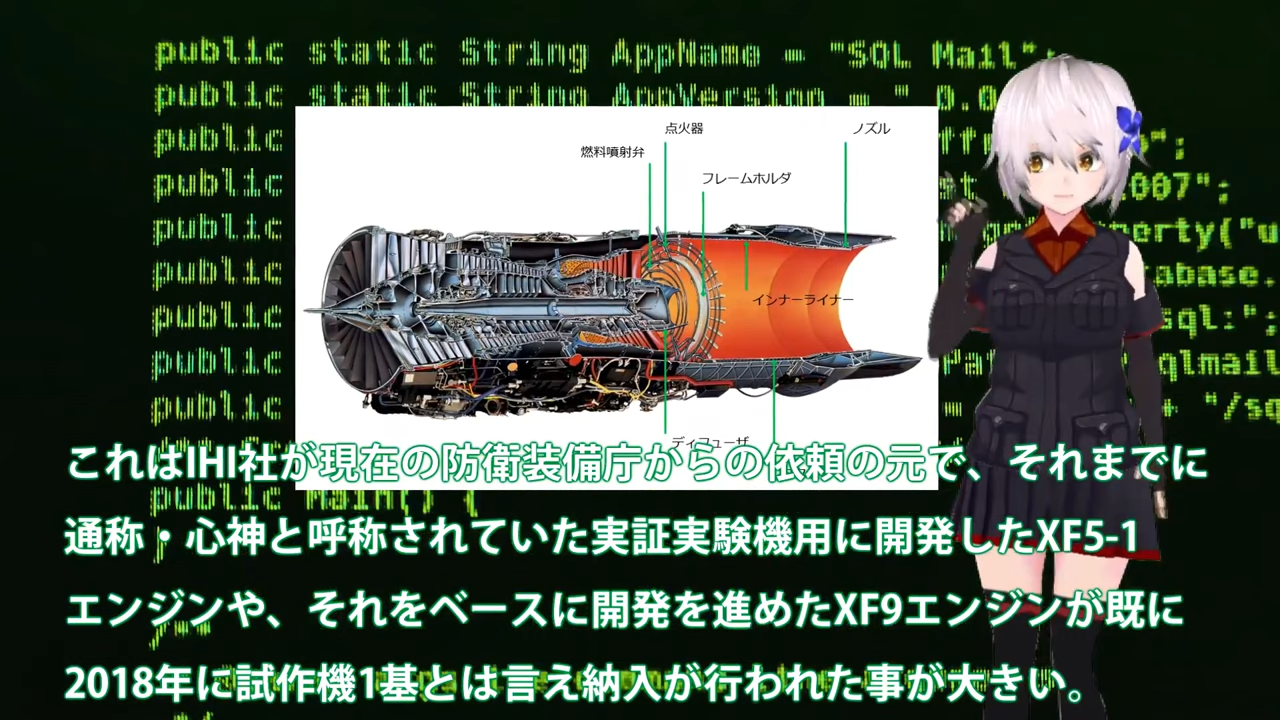 public static String AppName = "SQL Mail";
public static String AppVersion = " 0.0
public
public
public
public
public
public
public
public Main() {
/**
2007";
sql:";
"/sq
点火器
ノズル
燃料噴射弁
フレームホルダ
インナーライナー
ディフューザ
これはIHI社が現在の防衛装備庁からの依頼の元で、それまでに
通称・心神と呼称されていた実証実験機用に開発したXF5-1
エンジンや、それをベースに開発を進めたXF9エンジンが既に
2018年に試作機1基とは言え納入が行われた事が大きい。